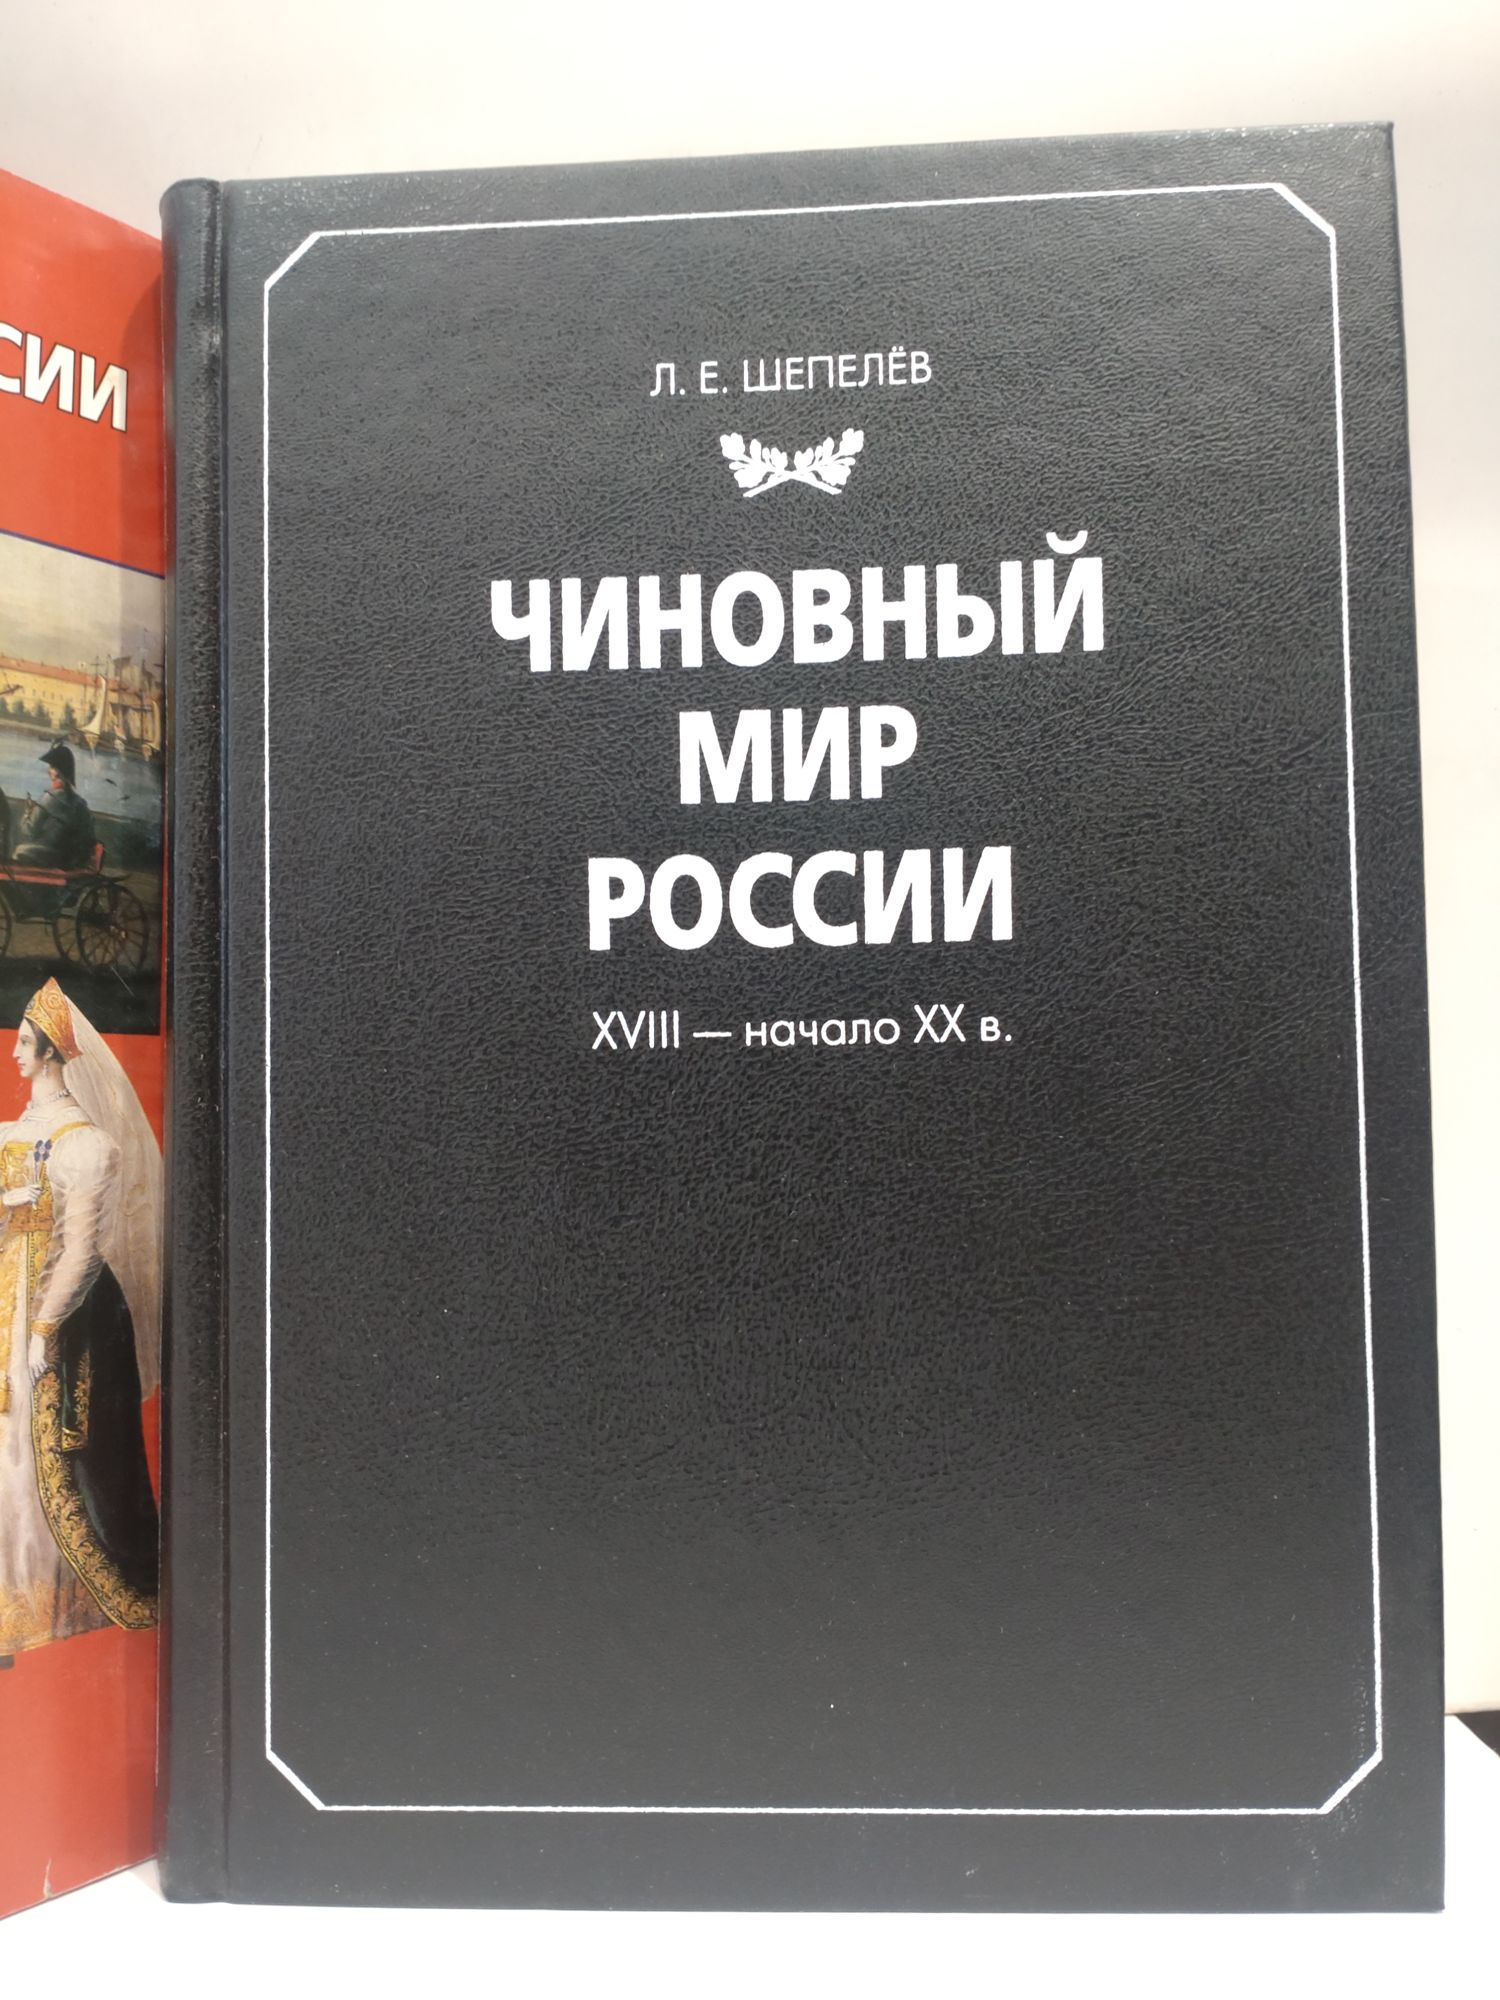 Л. Е. ШЕПЕЛЁВ
ЧИНОВНЫЙ
МИР
РОССИИ
XVIII — начало XX в.
СИИ